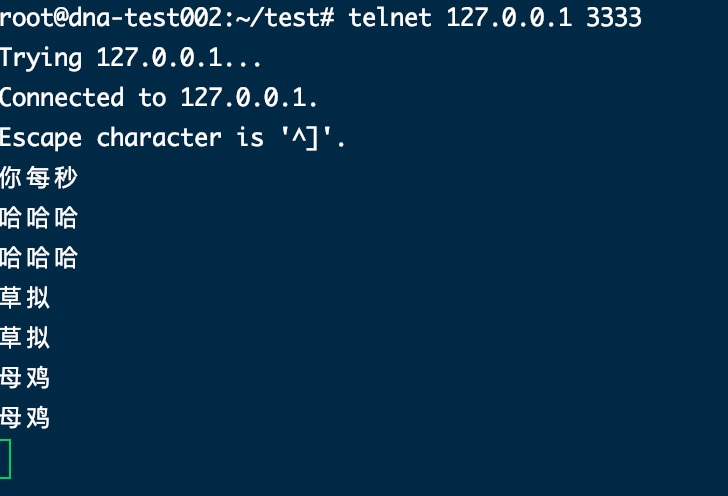 root@dna-test002:~/test# telnet 127.0.0.1 3333
Trying 127.0.0.1...
Connected to 127.0.0.1.
Escape character is '^]'.
你每秒
哈哈哈
哈哈哈
草拟
草拟
母鸡
母鸡